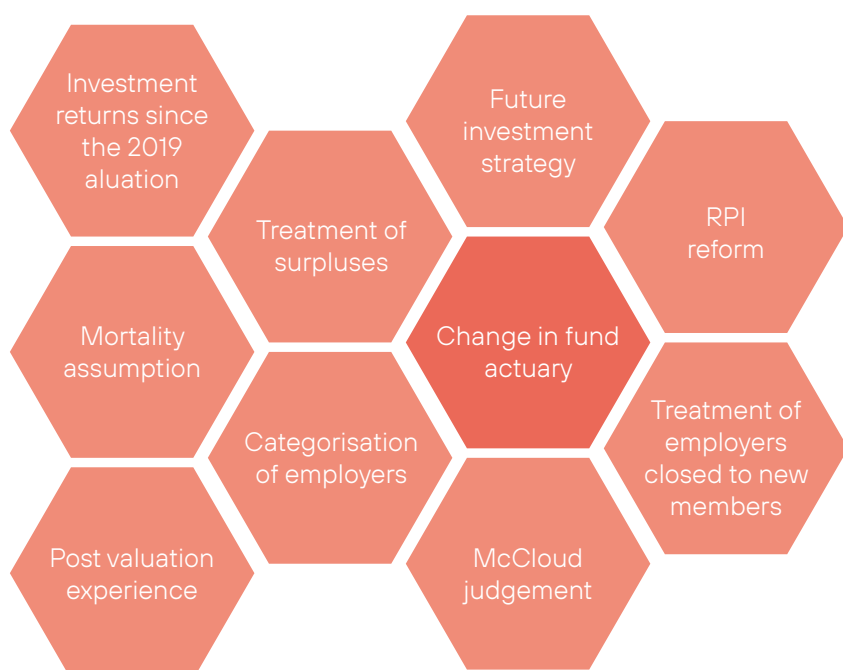 Investment
returns since
the 2019
aluation
Future
investment
strategy
Treatment of
surpluses
RPI
reform
Mortality
assumption
Change in fund
actuary
Categorisation
of employers
Treatment of
employers
closed to new
members
Post valuation
experience
McCloud
judgement